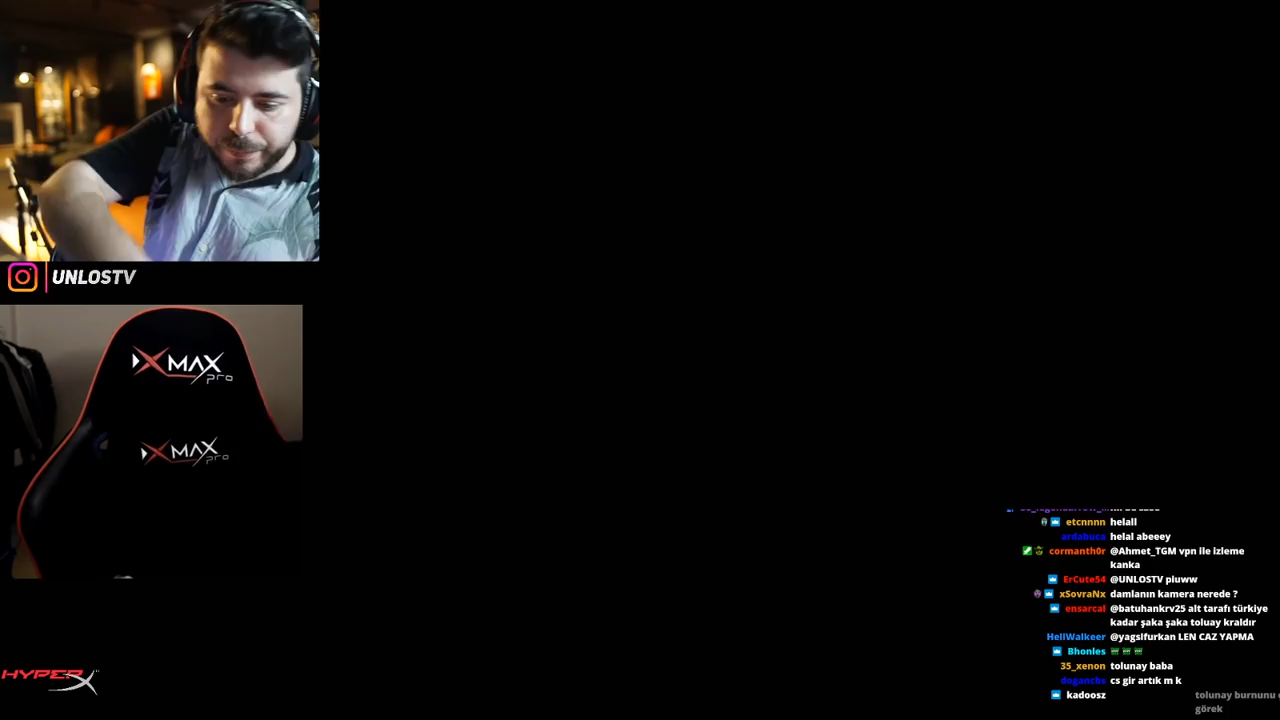 UNLOSTV
XMAX
pro
XMAX
pro
HYPERX
etcnnnn helall
ardahuca helal abeeey
cormanth0r @Ahmet_TGM vpn ile izleme
kanka
ErCute54 @UNLOSTV piuww
xSovraNx damlanın kamera nerede ?
ensarcal @batuhankrv25 alt tarafı türkiye
kadar şaka şaka toluay kraldır
HellWalkeer @yagsifurkan LEN CAZ YAPMA
Bhonles
35_xenon tolunay baba
dogancbs cs gir artık m k
kadoosz tolunay burnunu
görek